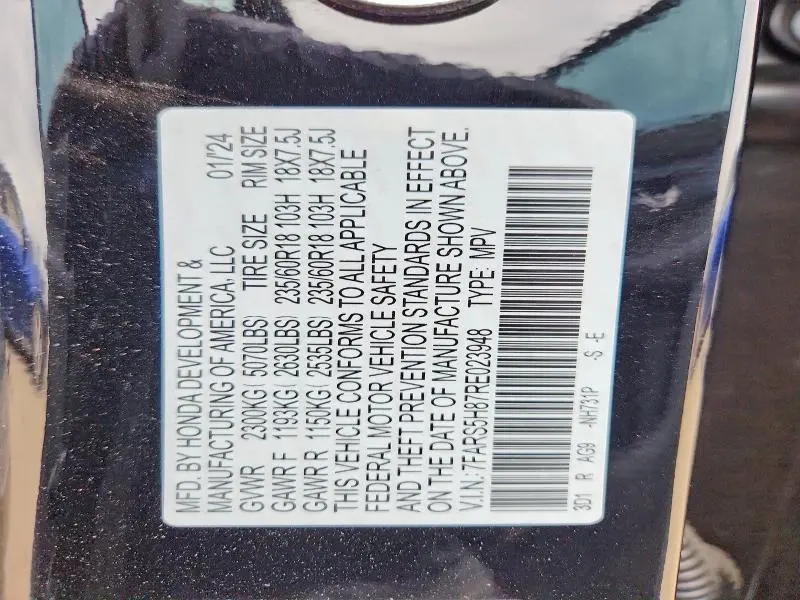 MFD. BY HONDA DEVELOPMENT &
MANUFACTURING OF AMERICA, LLC 01/24
GVWR 2300KG( 5070LBS) TIRE SIZE RIM SIZE
GAWR F 1193KG( 2630LBS) 235/60R18 103H 18X7.5J
GAWR R 1150KG( 2535LBS) 235/60R18 103H 18X7.5J
THIS VEHICLE CONFORMS TO ALL APPLICABLE
FEDERAL MOTOR VEHICLE SAFETY
AND THEFT PREVENTION STANDARDS IN EFFECT
ON THE DATE OF MANUFACTURE SHOWN ABOVE.
V.I.N.: 7FARS5H87RE023948 TYPE: MPV
3D1 R AG9 -NH731P -S -E